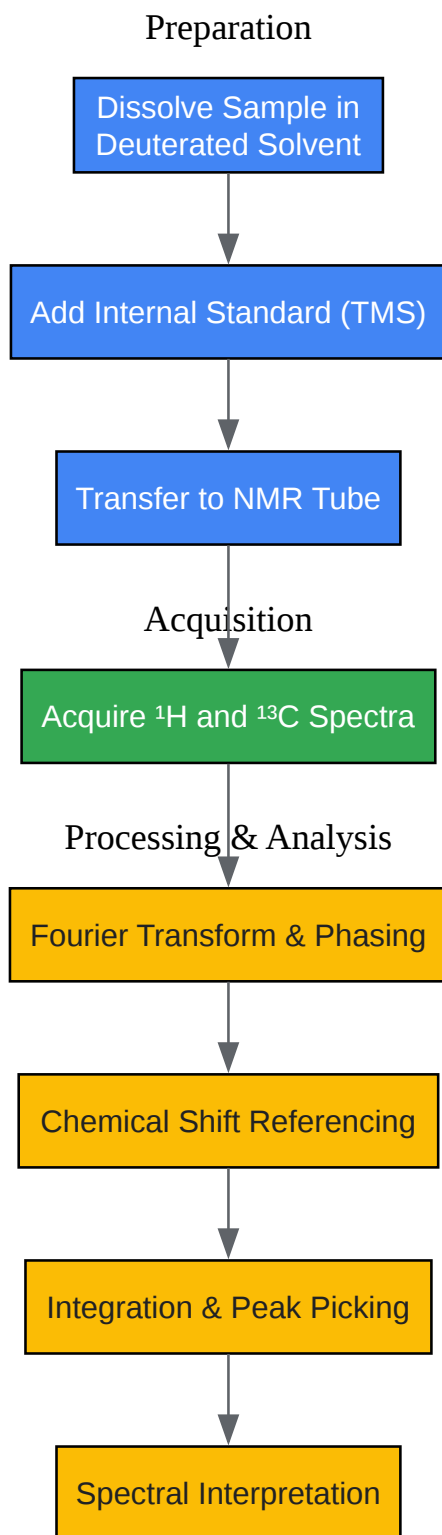 Preparation
Dissolve Sample in
Deuterated Solvent
Add Internal Standard (TMS)
Transfer to NMR Tube
Acquisition
Acquire ¹H and ¹³C Spectra
Processing & Analysis
Fourier Transform & Phasing
Chemical Shift Referencing
Integration & Peak Picking
Spectral Interpretation